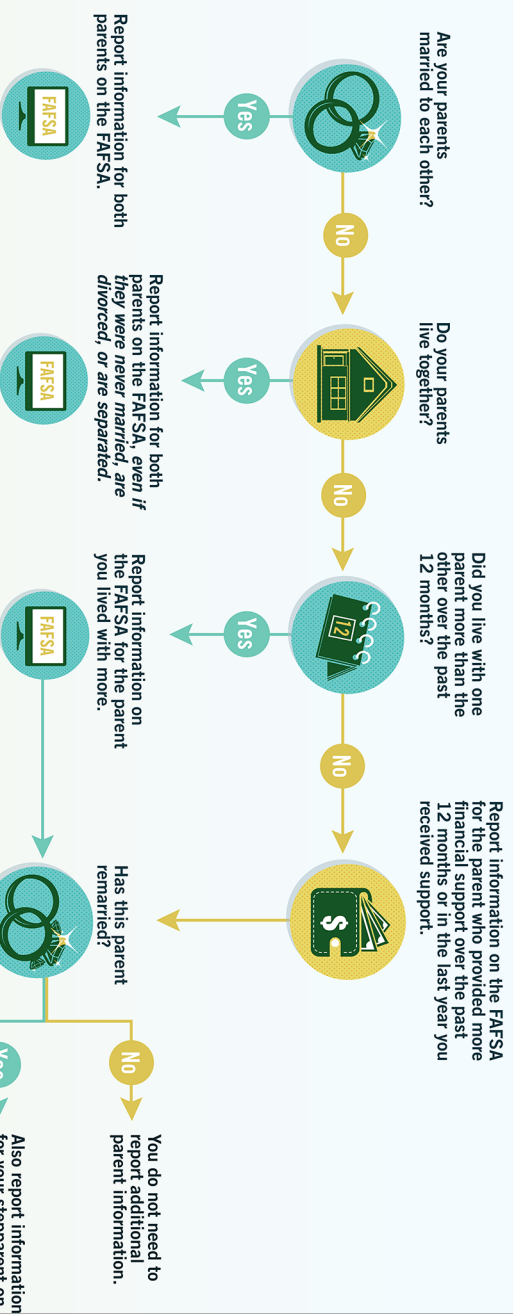 Are your parents
married to each other?
Yes
Report information for both
parents on the FAFSA.
FAFSA
No
Do your parents
live together?
Yes
Report information for both
parents on the FAFSA, even if
they were never married, are
divorced, or are separated.
FAFSA
No
Did you live with one
parent more than the
other over the past
12 months?
12
Yes
Report information on
the FAFSA for the parent
you lived with more.
FAFSA
No
Report information on the FAFSA
for the parent who provided more
financial support over the past
12 months or in the last year you
received support.
$
Has this parent
remarried?
No
You do not need to
report additional
parent information.
Yes
Also report information
for your stepparent on